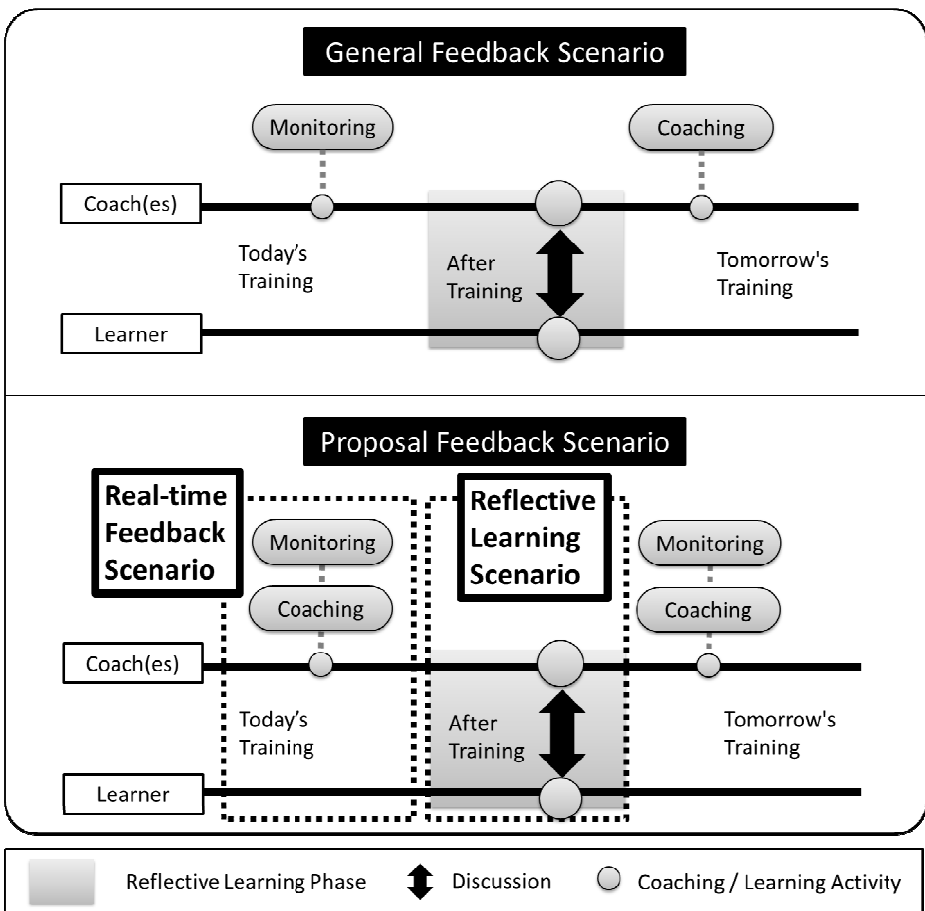 General Feedback Scenario
Monitoring
Coaching
Coach(es)
Today's
Training
After
Training
Tomorrow's
Training
Learner
Proposal Feedback Scenario
Real-time
Feedback
Scenario
Reflective
Learning
Scenario
Monitoring
Coaching
Monitoring
Coaching
Coach(es)
Today's
Training
After
Training
Tomorrow's
Training
Learner
Reflective Learning Phase
Discussion
Coaching / Learning Activity